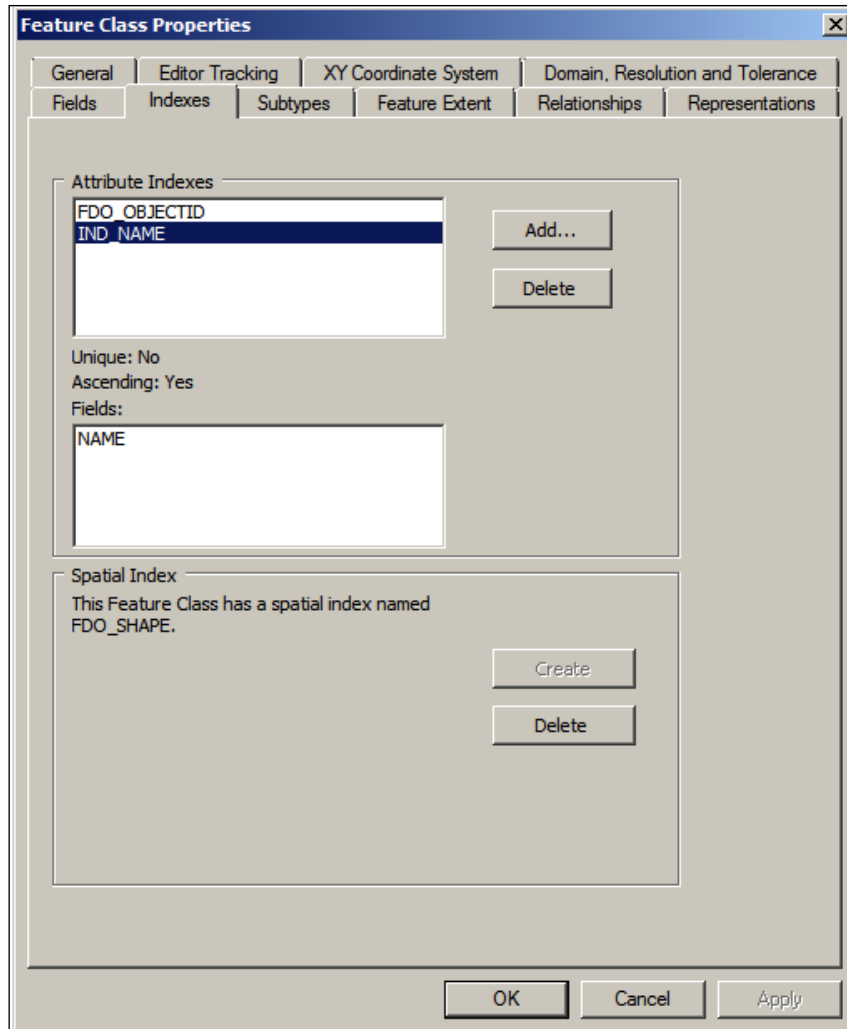 Feature Class Properties
General Editor Tracking XY Coordinate System Domain, Resolution and Tolerance
Fields Indexes Subtypes Feature Extent Relationships Representations
Attribute Indexes
FDO_OBJECTID
IND_NAME
Add...
Delete
Unique: No
Ascending: Yes
Fields:
NAME
Spatial Index
This Feature Class has a spatial index named
FDO_SHAPE.
Create
Delete
OK Cancel Apply